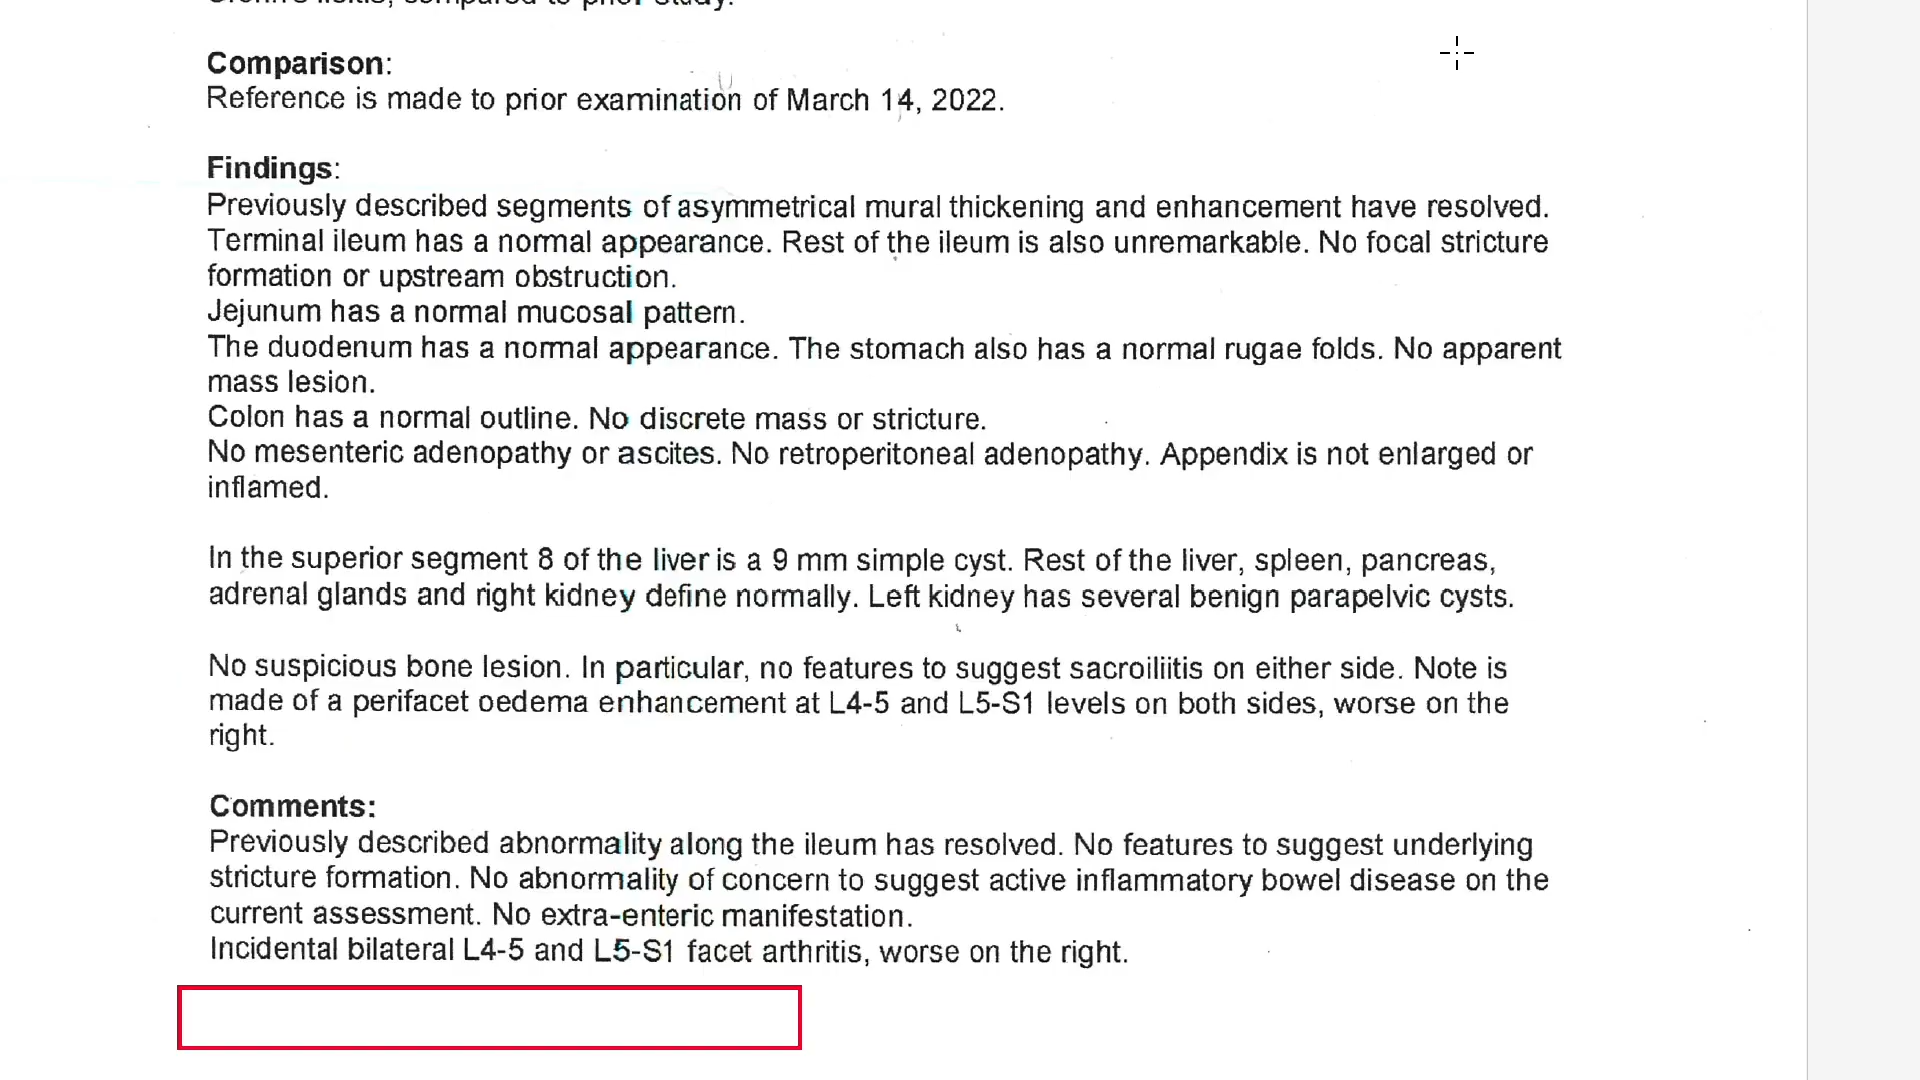 Crohn's ileitis, compared to prior study.
Comparison:
Reference is made to prior examination of March 14, 2022.
Findings:
Previously described segments of asymmetrical mural thickening and enhancement have resolved.
Terminal ileum has a normal appearance. Rest of the ileum is also unremarkable. No focal stricture
formation or upstream obstruction.
Jejunum has a normal mucosal pattern.
The duodenum has a normal appearance. The stomach also has a normal rugae folds. No apparent
mass lesion.
Colon has a normal outline. No discrete mass or stricture.
No mesenteric adenopathy or ascites. No retroperitoneal adenopathy. Appendix is not enlarged or
inflamed.
In the superior segment 8 of the liver is a 9 mm simple cyst. Rest of the liver, spleen, pancreas,
adrenal glands and right kidney define normally. Left kidney has several benign parapelvic cysts.
No suspicious bone lesion. In particular, no features to suggest sacroiliitis on either side. Note is
made of a perifacet oedema enhancement at L4-5 and L5-S1 levels on both sides, worse on the
right.
Comments:
Previously described abnormality along the ileum has resolved. No features to suggest underlying
stricture formation. No abnormality of concern to suggest active inflammatory bowel disease on the
current assessment. No extra-enteric manifestation.
Incidental bilateral L4-5 and L5-S1 facet arthritis, worse on the right.